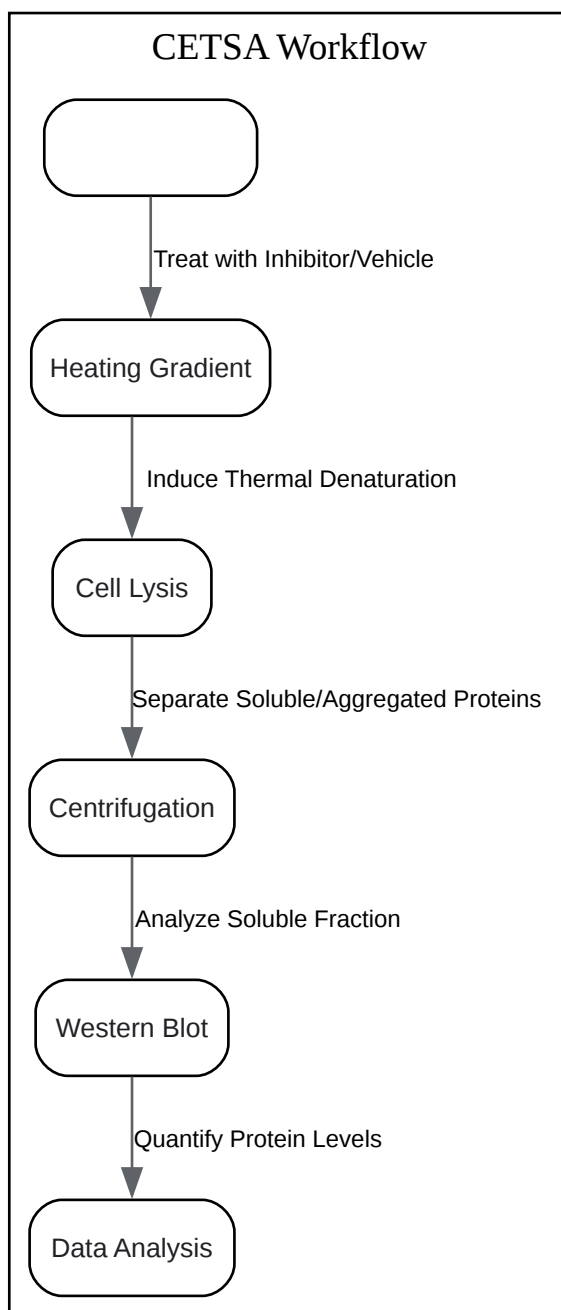 CETSA Workflow
Treat with Inhibitor/Vehicle
Heating Gradient
Induce Thermal Denaturation
Cell Lysis
Separate Soluble/Aggregated Proteins
Centrifugation
Analyze Soluble Fraction
Western Blot
Quantify Protein Levels
Data Analysis